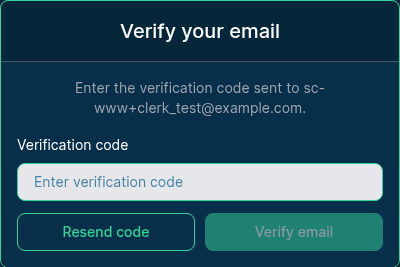 Verify your email
Enter the verification code sent to sc-
www+clerk_test@example.com.
Verification code
Enter verification code
Resend code
Verify email